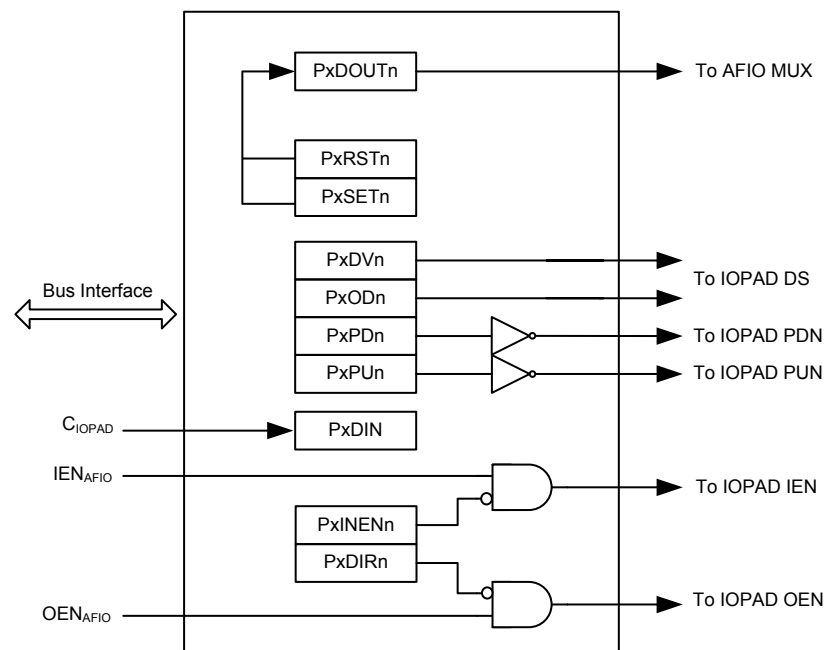 PxDOUTn
To AFIO MUX
PxRSTn
PxSETn
PxDVn
To IOPAD DS
Bus Interface
PxODn
PxPDn
To IOPAD PDN
PxPUn
To IOPAD PUN
CIOPAD
PxDIN
IENAFIO
To IOPAD IEN
PxINENn
PxDIRn
OENAFIO
To IOPAD OEN